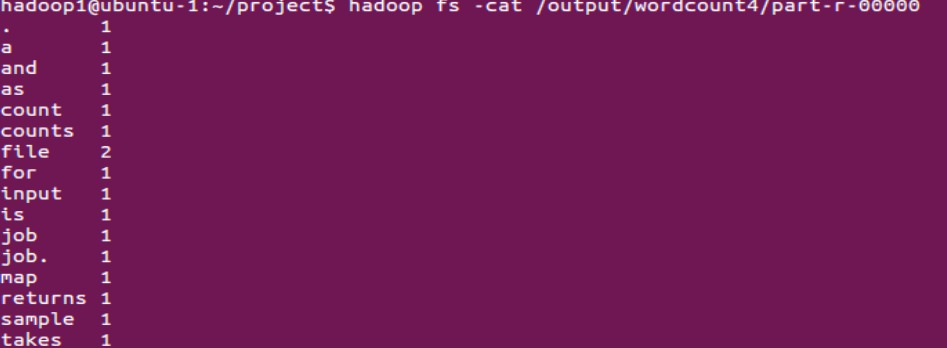 hadoop1@ubuntu-1:~/project$ hadoop fs -cat /output/wordcount4/part-r-00000
.	1
a	1
and	1
as	1
count	1
counts	1
file	2
for	1
input	1
is	1
job	1
job.	1
map	1
returns	1
sample	1
takes	1